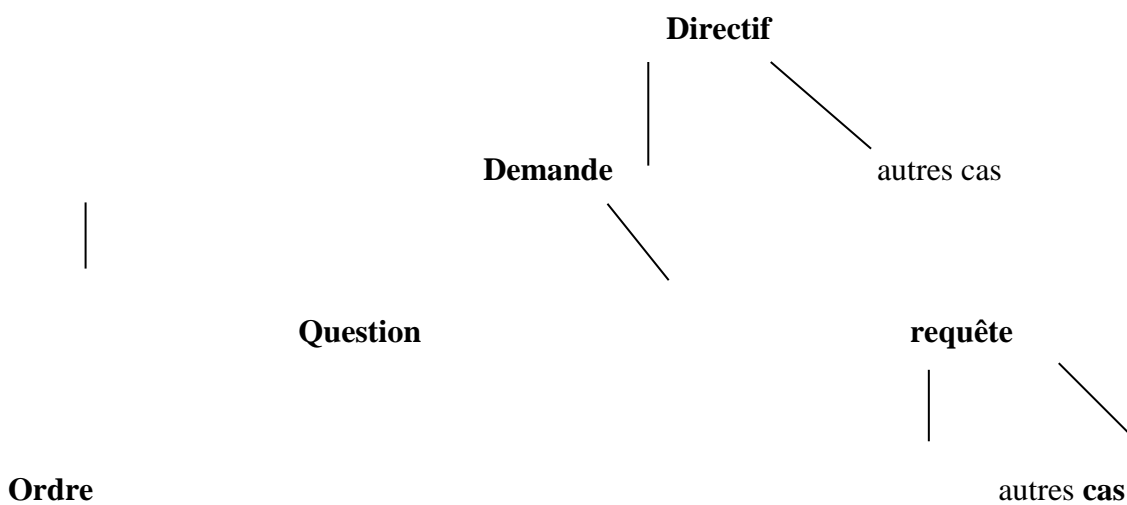 Directif
Demande autres cas
Question requête
Ordre autres cas